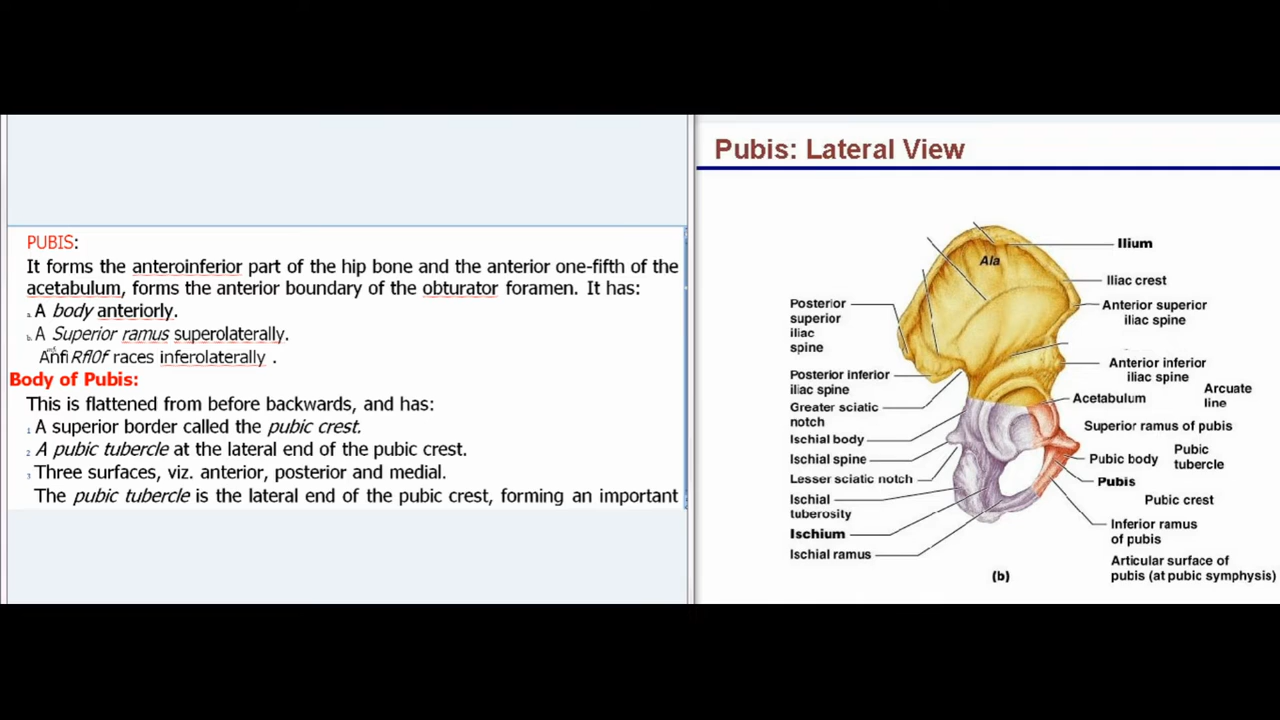 PUBIS:
It forms the anteroinferior part of the hip bone and the anterior one-fifth of the
acetabulum, forms the anterior boundary of the obturator foramen. It has:
a. A body anteriorly.
b. A Superior ramus superolaterally.
Anfi Rfl0f races inferolaterally .
Body of Pubis:
This is flattened from before backwards, and has:
1. A superior border called the pubic crest.
2. A pubic tubercle at the lateral end of the pubic crest.
3. Three surfaces, viz. anterior, posterior and medial.
The pubic tubercle is the lateral end of the pubic crest, forming an important
Pubis: Lateral View
Ala
Posterior
superior
iliac
spine
Posterior inferior
iliac spine
Greater sciatic
notch
Ischial body
Ischial spine
Lesser sciatic notch
Ischial
tuberosity
Ischium
Ischial ramus
Ilium
Iliac crest
Anterior superior
iliac spine
Anterior inferior
iliac spine
Acetabulum
Arcuate
line
Superior ramus of pubis
Pubic body
Pubic
tubercle
Pubis
Pubic crest
Inferior ramus
of pubis
Articular surface of
pubis (at pubic symphysis)
(b)